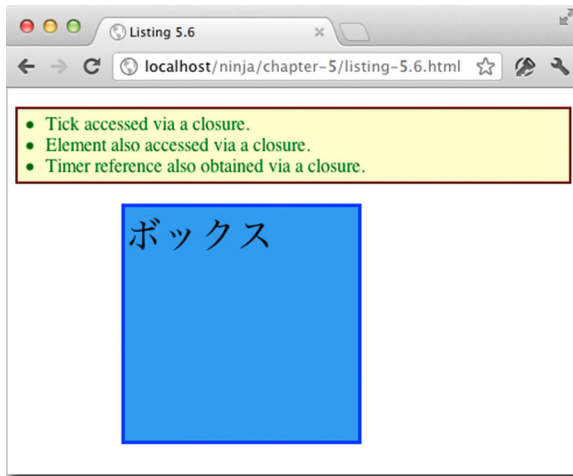 Listing 5.6
localhost/ninja/chapter-5/listing-5.6.html
Tick accessed via a closure.
Element also accessed via a closure.
Timer reference also obtained via a closure.
ボックス